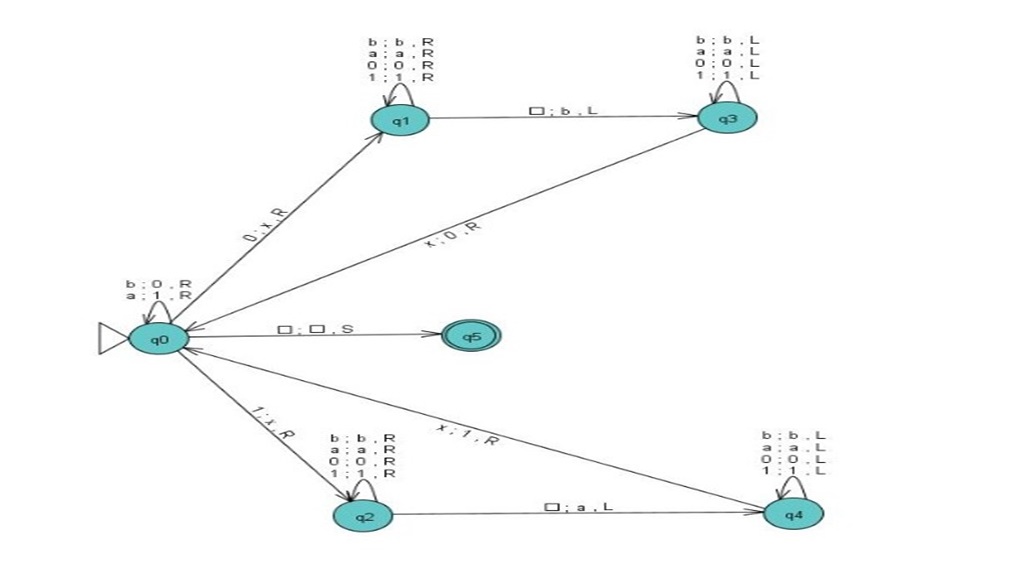 b ; b , R
a ; a , R
0 ; 0 , R
1 ; 1 , R
q1
□ ; b , L
b ; b , L
a ; a , L
0 ; 0 , L
1 ; 1 , L
q3
0 ; x , R
x ; 0 , R
b ; 0 , R
a ; 1 , R
q0
□ ; □ , S
q5
1 ; x , R
x ; 1 , R
b ; b , R
a ; a , R
0 ; 0 , R
1 ; 1 , R
q2
□ ; a , L
b ; b , L
a ; a , L
0 ; 0 , L
1 ; 1 , L
q4